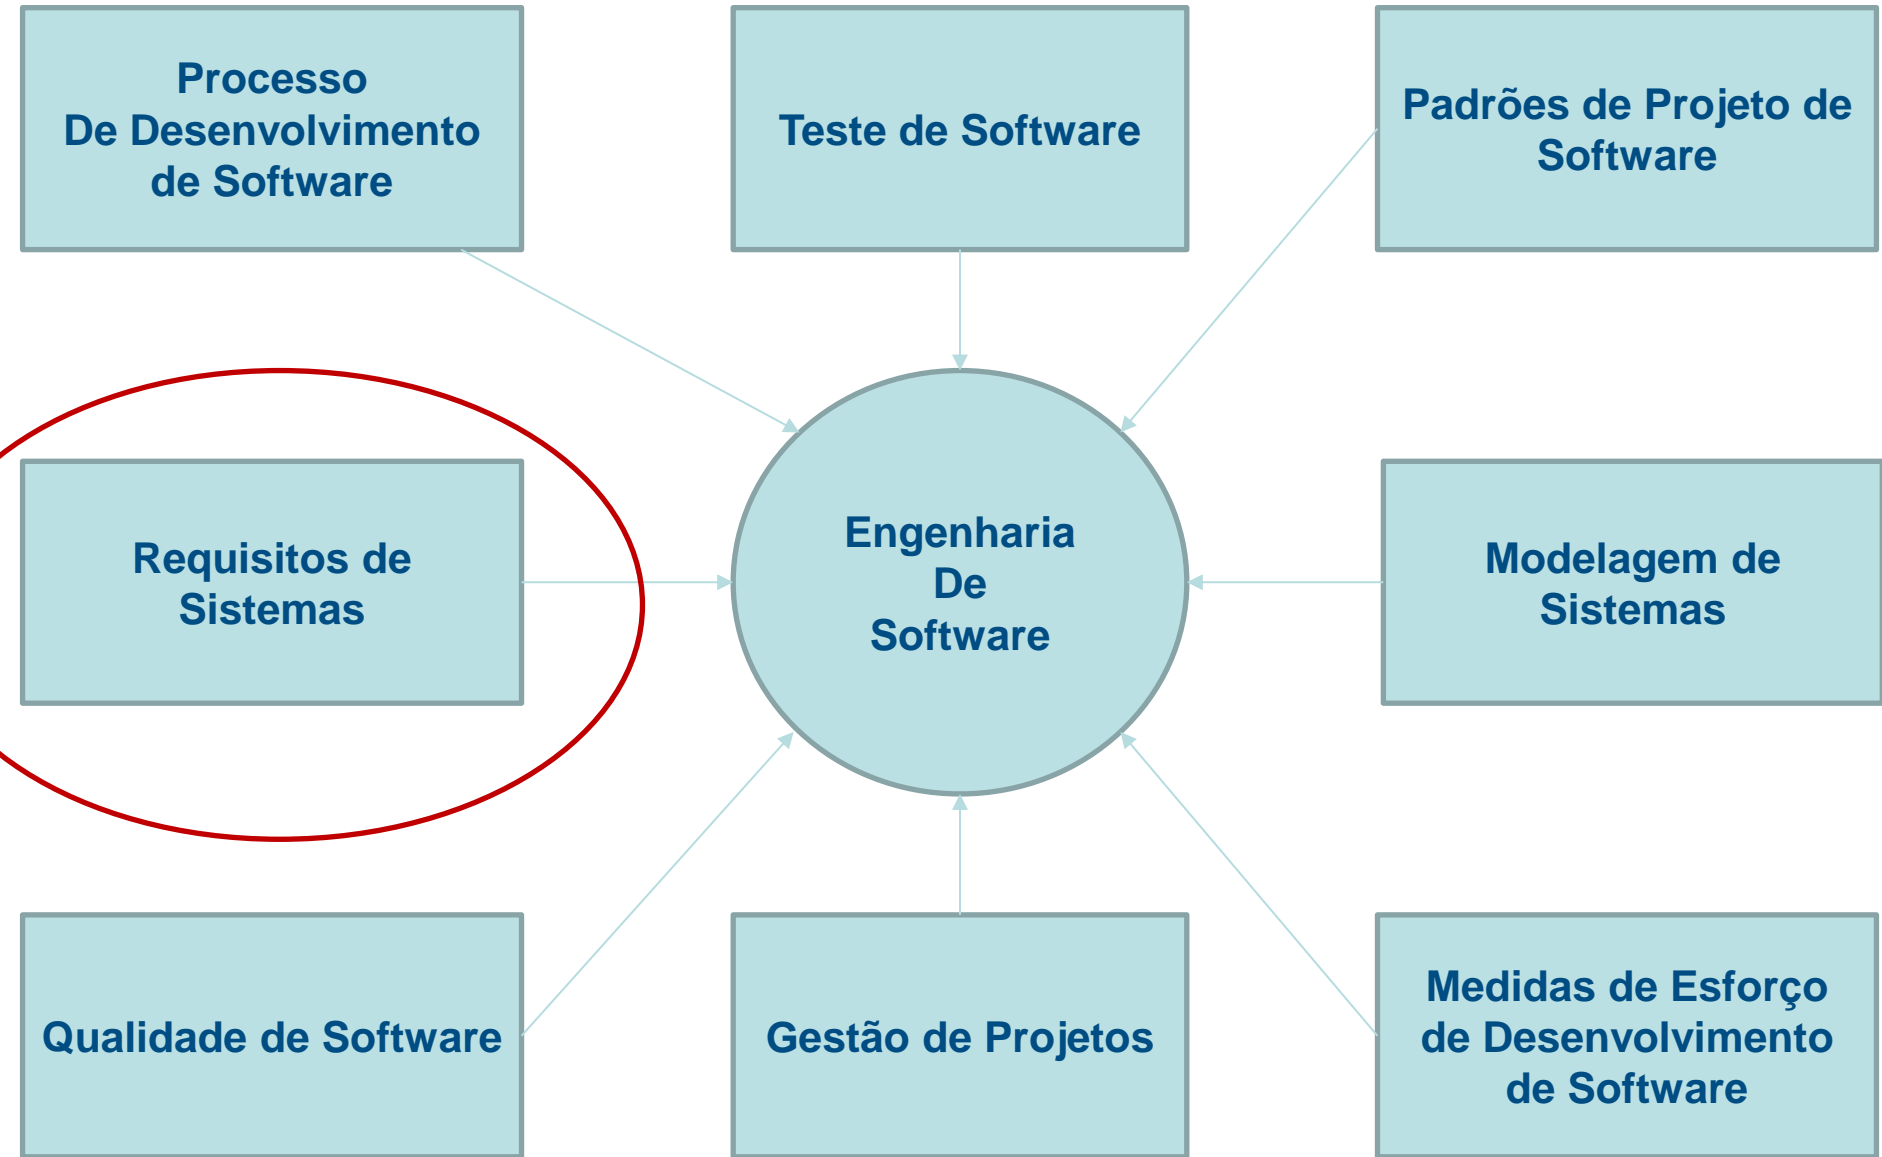 Processo
De Desenvolvimento
de Software
Teste de Software
Padrões de Projeto de
Software
Requisitos de
Sistemas
Engenharia
De
Software
Modelagem de
Sistemas
Qualidade de Software
Gestão de Projetos
Medidas de Esforço
de Desenvolvimento
de Software